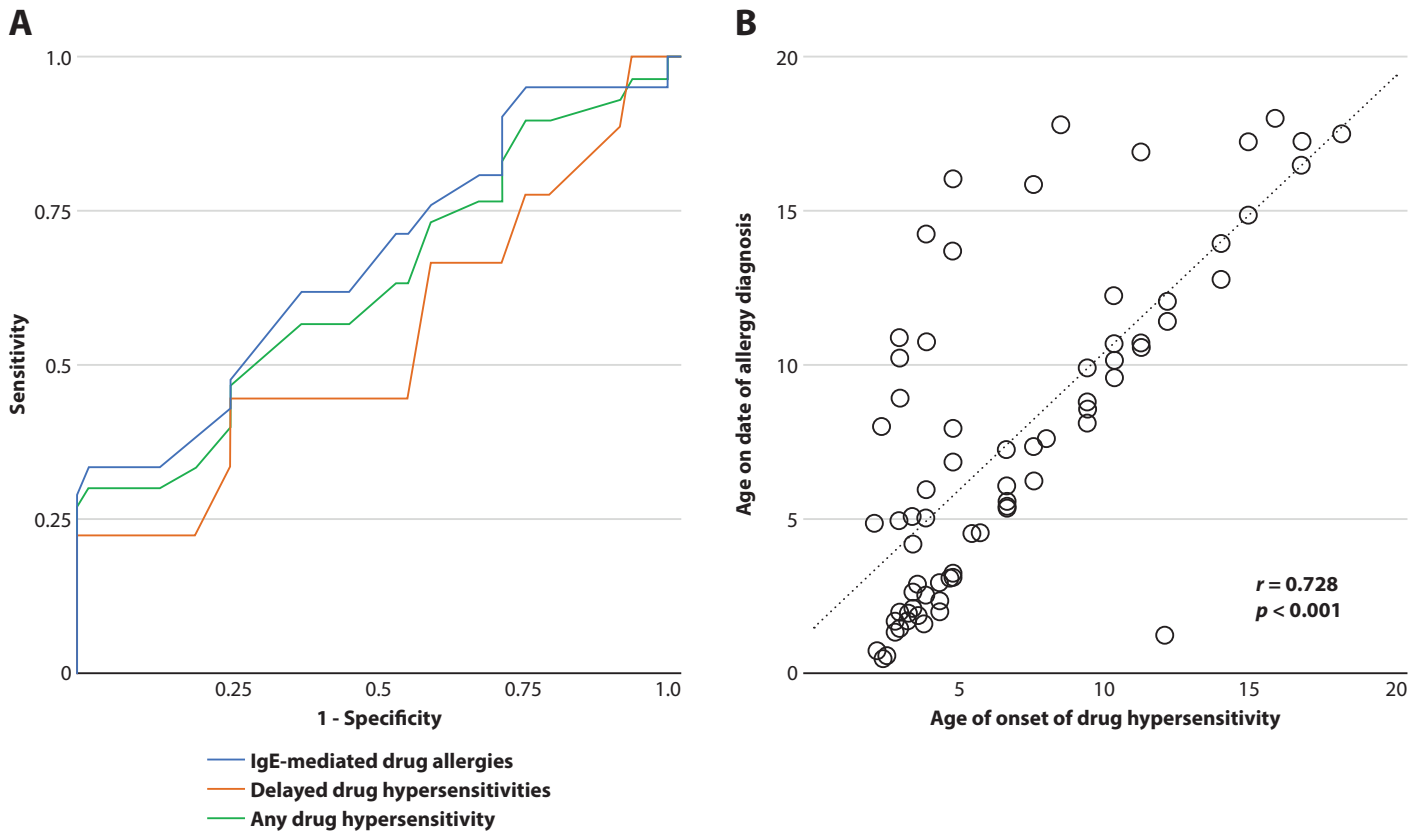 A
Sensitivity
1.0
0.75
0.5
0.25
0
0.25
0.5
0.75
1.0
1 - Specificity
IgE-mediated drug allergies
Delayed drug hypersensitivities
Any drug hypersensitivity
B
Age on date of allergy diagnosis
20
15
10
5
0
r = 0.728
p < 0.001
5
10
15
20
Age of onset of drug hypersensitivity